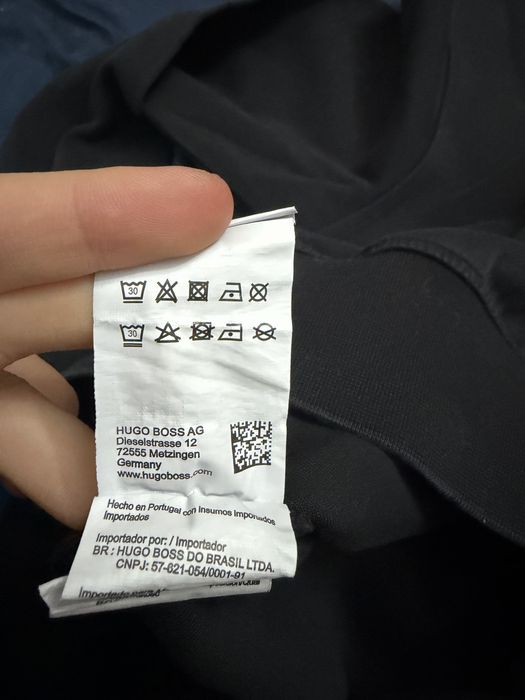 30
30
HUGO BOSS AG
Dieselstrasse 12
72555 Metzingen
Germany
www.hugoboss.com
Hecho en Portugal con Insumos Importados
Importados
Importador por: / Importador
BR : HUGO BOSS DO BRASIL LTDA.
CNPJ: 57-621-054/0001-91